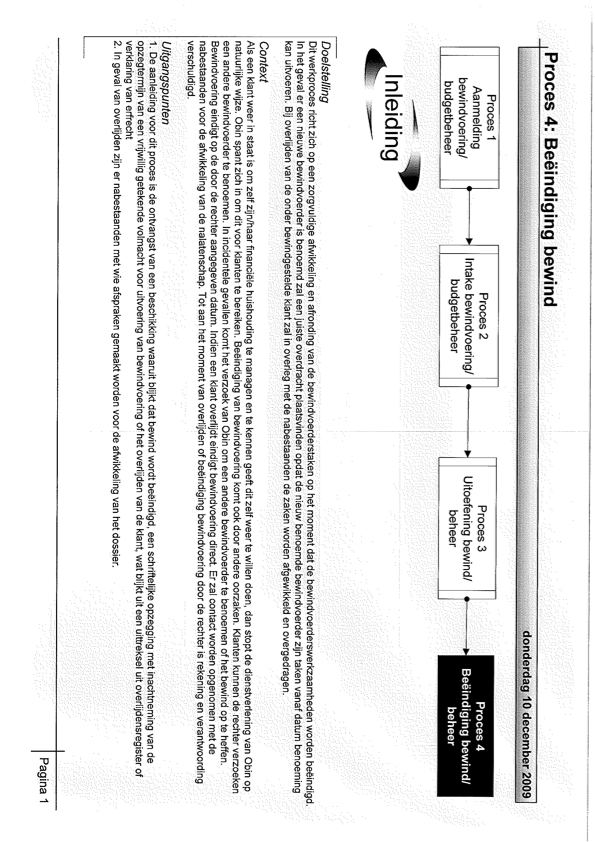 Proces 4: Beëindiging bewind
donderdag 10 december 2009
Proces 1
Aanmelding
bewindvoering/
budgetbeheer
Proces 2
Intake bewindvoering/
budgetbeheer
Proces 3
Uitoefening bewind/
beheer
Proces 4
Beëindiging bewind/
beheer
Inleiding
Doelstelling
Dit werkproces richt zich op een zorgvuldige afwikkeling en afronding van de bewindvoerderstaken op het moment dat de bewindvoerderswerkzaamheden worden beëindigd.
In het geval er een nieuwe bewindvoerder is benoemd zal een juiste overdracht plaatsvinden opdat de nieuw benoemde bewindvoerder zijn taken vanaf datum benoeming
kan uitvoeren. Bij overlijden van de onder bewindgestelde klant zal in overleg met de nabestaanden de zaken worden afgewikkeld en overgedragen.
Context
Als een klant weer in staat is om zelf zijn/haar financiële huishouding te managen en te kennen geeft dit zelf weer te willen doen, dan stopt de dienstverlening van Obin op
natuurlijke wijze. Obin spant zich in om dit voor klanten te bereiken. Beëindiging van bewindvoering komt ook door andere oorzaken. Klanten kunnen de rechter verzoeken
een andere bewindvoerder te benoemen. In incidentele gevallen komt het verzoek van Obin om een andere bewindvoerder te benoemen of het bewind op te heffen.
Bewindvoering eindigt op de door de rechter aangegeven datum. Indien een klant overlijdt eindigt bewindvoering direct. Er zal contact worden opgenomen met de
nabestaanden voor de afwikkeling van de nalatenschap. Tot aan het moment van overlijden of beëindiging bewindvoering door de rechter is rekening en verantwoording
verschuldigd.
Uitgangspunten
1. De aanleiding voor dit proces is de ontvangst van een beschikking waaruit blijkt dat bewind wordt beëindigd, een schriftelijke opzegging met inachtneming van de
opzegtermijn van een vrijwillig getekende volmacht voor uitvoering van bewindvoering of het overlijden van de klant, wat blijkt uit een uittreksel uit overlijdensregister of
verklaring van erfrecht
2. In geval van overlijden zijn er nabestaanden met wie afspraken gemaakt worden voor de afwikkeling van het dossier.
Pagina 1